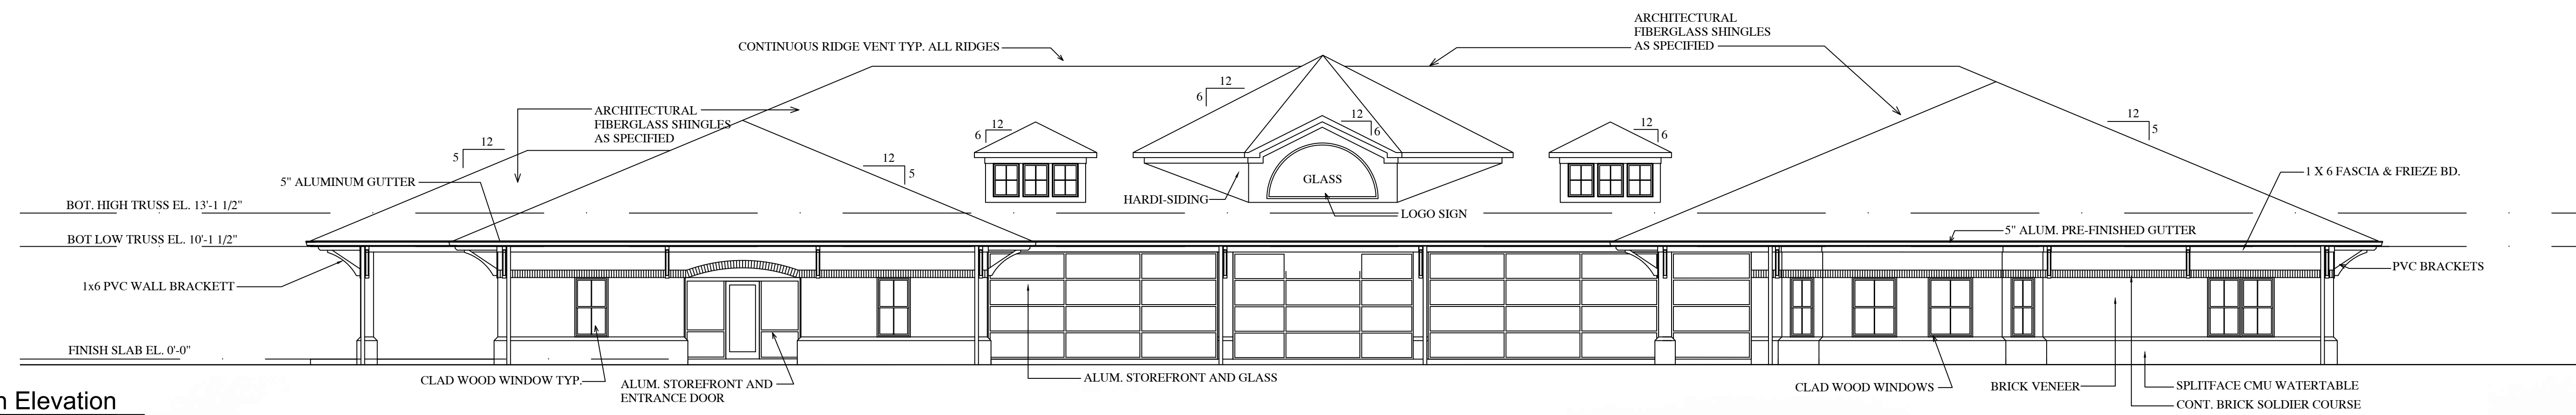 ARCHITECTURAL
FIBERGLASS SHINGLES
AS SPECIFIED
CONTINUOUS RIDGE VENT TYP. ALL RIDGES
12
6
ARCHITECTURAL
FIBERGLASS SHINGLES
AS SPECIFIED
12
6
12
6
12
6
12
5
12
5
12
5
5" ALUMINUM GUTTER
GLASS
1 X 6 FASCIA & FRIEZE BD.
HARDI-SIDING
LOGO SIGN
BOT. HIGH TRUSS EL. 13'-1 1/2"
BOT LOW TRUSS EL. 10'-1 1/2"
5" ALUM. PRE-FINISHED GUTTER
PVC BRACKETS
1x6 PVC WALL BRACKETT
FINISH SLAB EL. 0'-0"
CLAD WOOD WINDOW TYP.
ALUM. STOREFRONT AND
ENTRANCE DOOR
ALUM. STOREFRONT AND GLASS
CLAD WOOD WINDOWS
BRICK VENEER
SPLITFACE CMU WATERTABLE
CONT. BRICK SOLDIER COURSE
Elevation